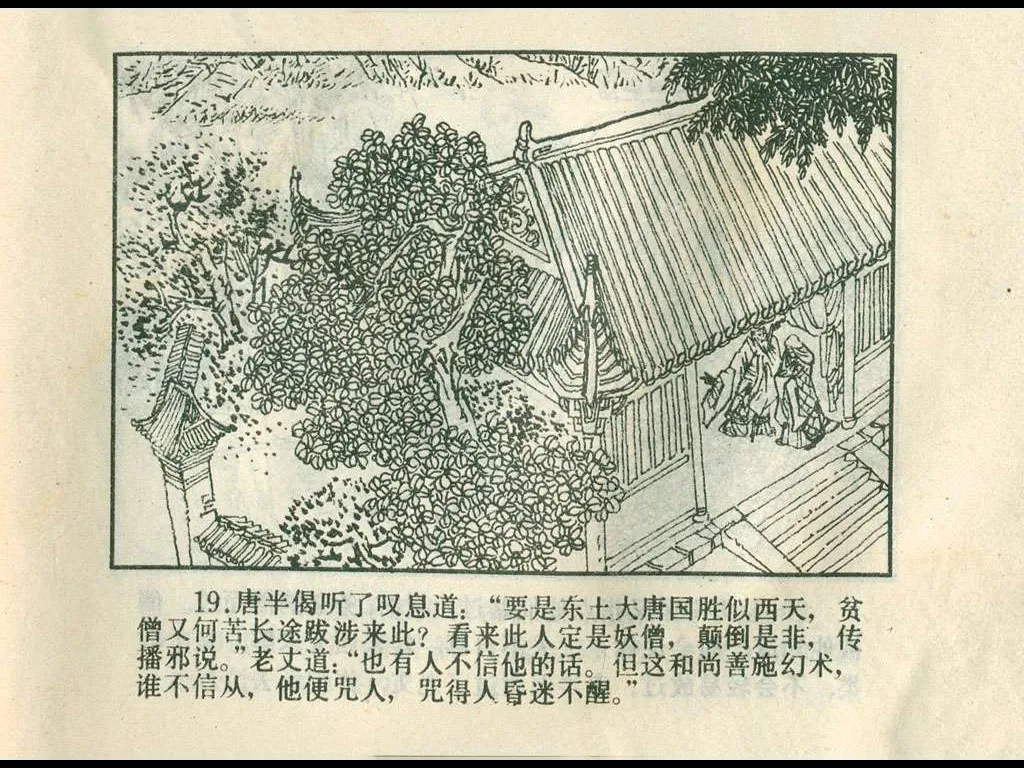 19.唐半偈听了叹息道：“要是东土大唐国胜似西天，贫
僧又何苦长途跋涉来此？看来此人定是妖僧，颠倒是非，传
播邪说。”老丈道：“也有人不信他的话。但这和尚善施幻术，
谁不信从，他便咒人，咒得人昏迷不醒。”